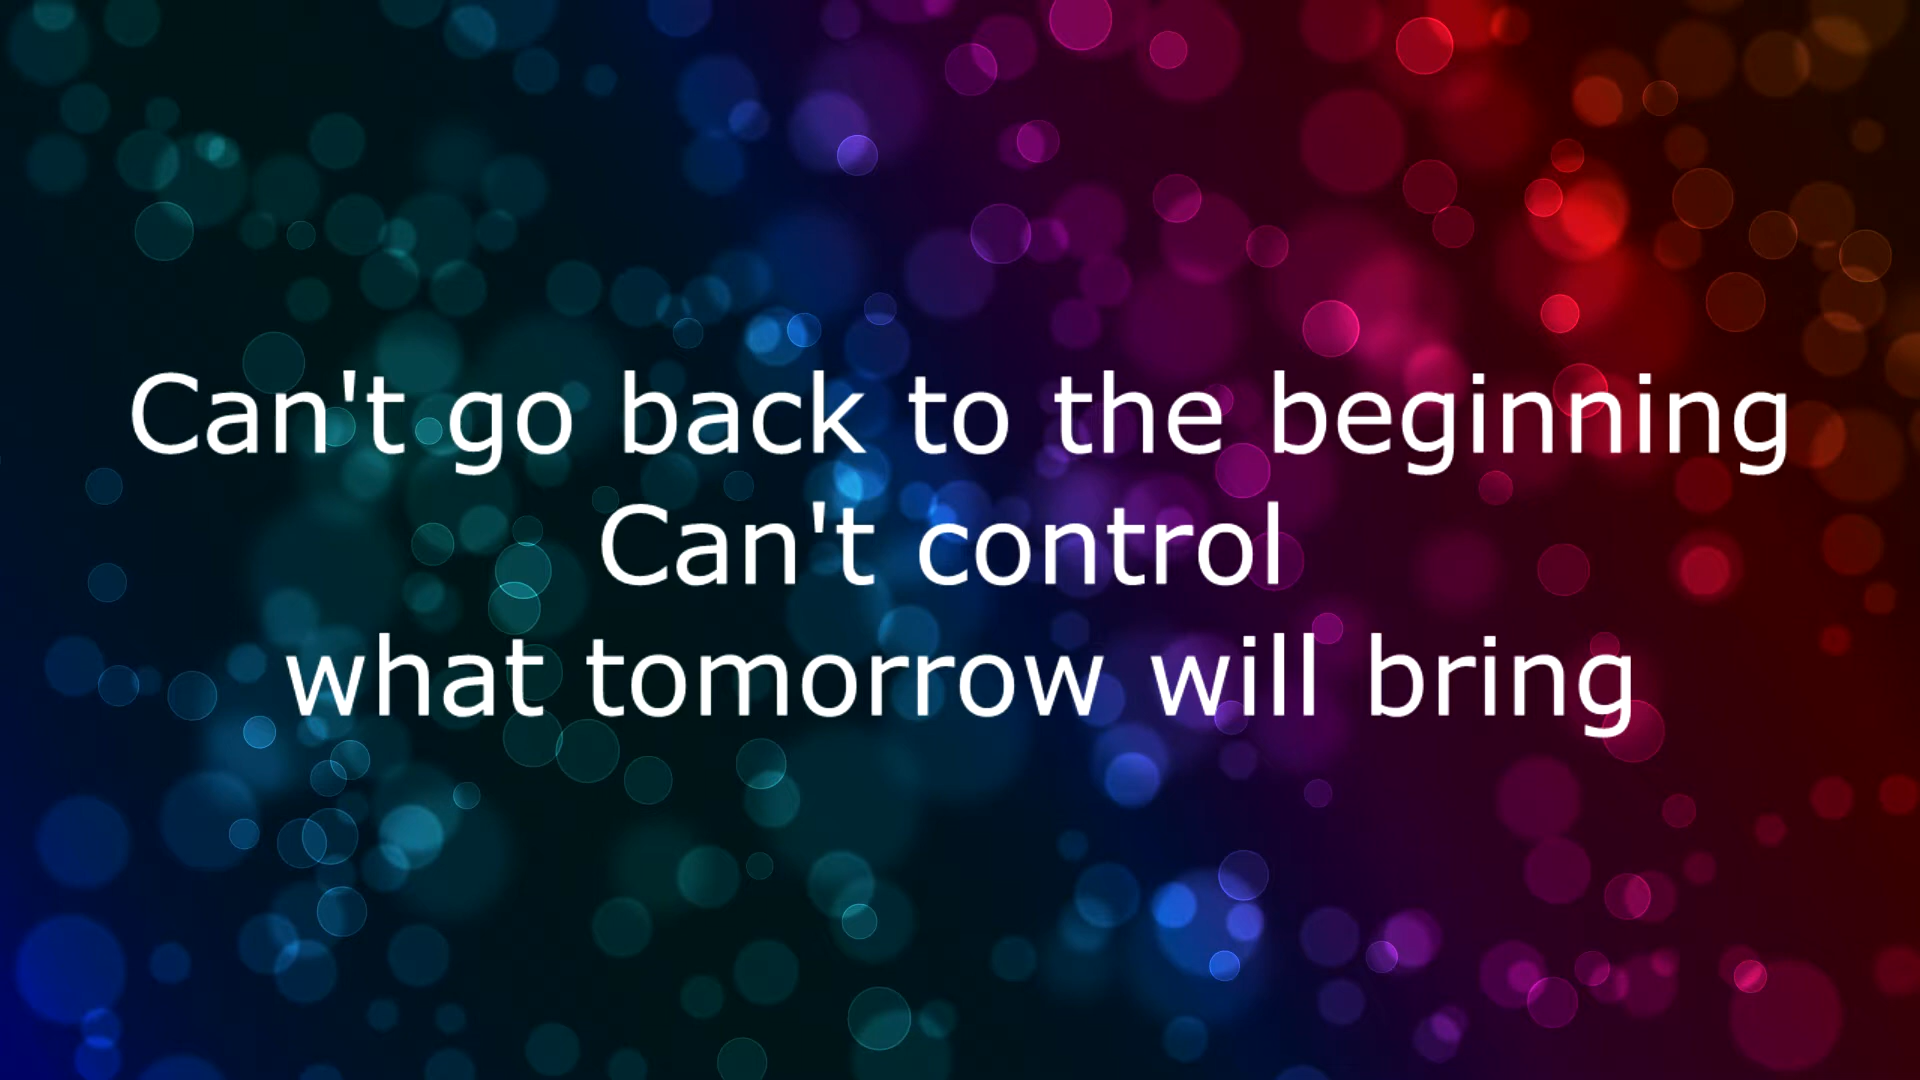 Can't go back to the beginning
Can't control
what tomorrow will bring